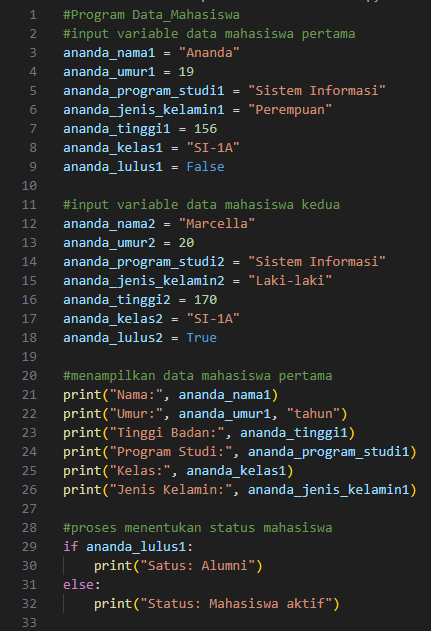 1 #Program Data_Mahasiswa
2 #input variable data mahasiswa pertama
3 ananda_nama1 = "Ananda"
4 ananda_umur1 = 19
5 ananda_program_studi1 = "Sistem Informasi"
6 ananda_jenis_kelamin1 = "Perempuan"
7 ananda_tinggi1 = 156
8 ananda_kelas1 = "SI-1A"
9 ananda_lulus1 = False
10
11 #input variable data mahasiswa kedua
12 ananda_nama2 = "Marcella"
13 ananda_umur2 = 20
14 ananda_program_studi2 = "Sistem Informasi"
15 ananda_jenis_kelamin2 = "Laki-laki"
16 ananda_tinggi2 = 170
17 ananda_kelas2 = "SI-1A"
18 ananda_lulus2 = True
19
20 #menampilkan data mahasiswa pertama
21 print("Nama:", ananda_nama1)
22 print("Umur:", ananda_umur1, "tahun")
23 print("Tinggi Badan:", ananda_tinggi1)
24 print("Program Studi:", ananda_program_studi1)
25 print("Kelas:", ananda_kelas1)
26 print("Jenis Kelamin:", ananda_jenis_kelamin1)
27
28 #proses menentukan status mahasiswa
29 if ananda_lulus1:
30     print("Satus: Alumni")
31 else:
32     print("Status: Mahasiswa aktif")
33